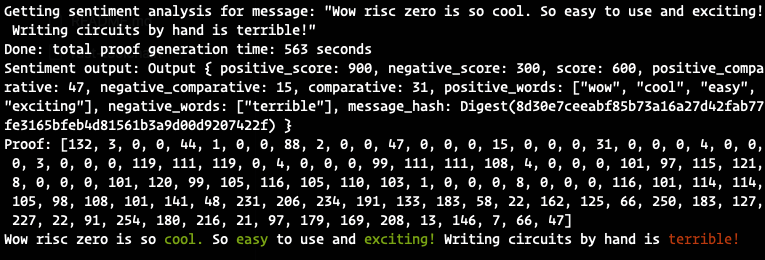 Getting sentiment analysis for message: "Wow risc zero is so cool. So easy to use and exciting!
 Writing circuits by hand is terrible!"
Done: total proof generation time: 563 seconds
Sentiment output: Output { positive_score: 900, negative_score: 300, score: 600, positive_compa
rative: 47, negative_comparative: 15, comparative: 31, positive_words: ["wow", "cool", "easy",
"exciting"], negative_words: ["terrible"], message_hash: Digest(8d30e7ceeabf85b73a16a27d42fab77
fe3165bfeb4d81561b3a9d00d9207422f) }
Proof: [132, 3, 0, 0, 44, 1, 0, 0, 88, 2, 0, 0, 47, 0, 0, 0, 15, 0, 0, 0, 31, 0, 0, 0, 4, 0, 0,
 0, 3, 0, 0, 0, 119, 111, 119, 0, 4, 0, 0, 0, 99, 111, 111, 108, 4, 0, 0, 0, 101, 97, 115, 121,
 8, 0, 0, 0, 101, 120, 99, 105, 116, 105, 110, 103, 1, 0, 0, 0, 8, 0, 0, 0, 116, 101, 114, 114,
 105, 98, 108, 101, 141, 48, 231, 206, 234, 191, 133, 183, 58, 22, 162, 125, 66, 250, 183, 127,
 227, 22, 91, 254, 180, 216, 21, 97, 179, 169, 208, 13, 146, 7, 66, 47]
Wow risc zero is so cool. So easy to use and exciting! Writing circuits by hand is terrible!